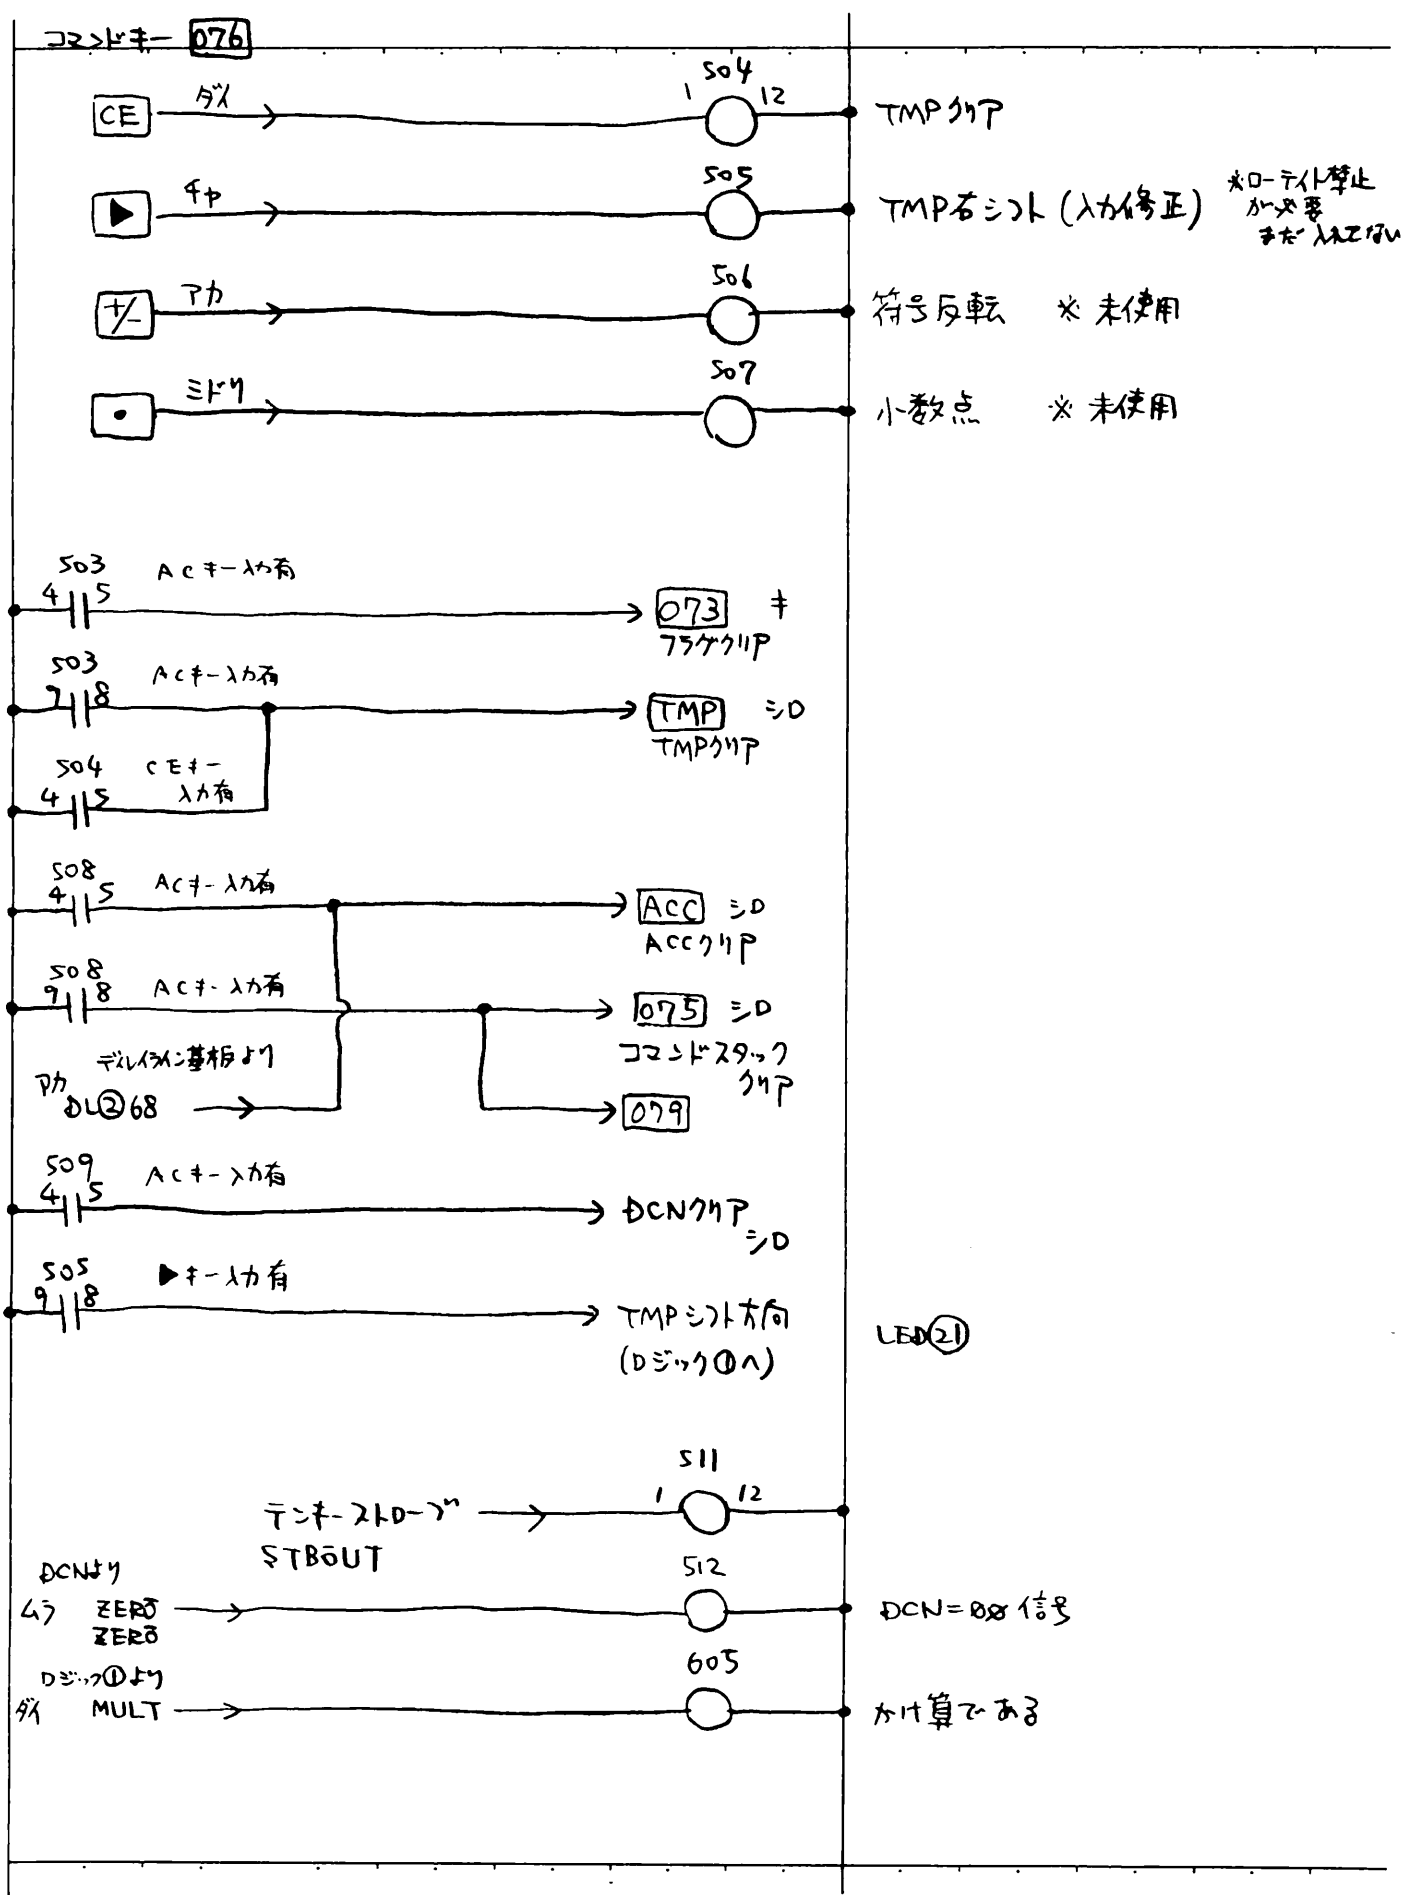 コマンドキー 076
504
CE ダイ 1 12 TMPクリア
505
▶ チャ TMP右シフト(入力修正) ※ローテイト禁止
が必要
まだ入れてない
506
+/- アカ 符号反転 ※ 未使用
507
• ミドリ 小数点 ※ 未使用
503 ACキー入力有
4 5 073 キ
フラグクリア
503 ACキー入力有
9 8 TMP シロ
TMPクリア
504 CEキー
4 5 入力有
508 ACキー入力有
4 5 ACC シロ
ACCクリア
508 ACキー入力有
9 8 075 シロ
コマンドスタック
クリア
ディレイライン基板より
アカ DL②68 079
509 ACキー入力有
4 5 DCNクリア
シロ
505 ▶キー入力有
9 8 TMPシフト方向
(ロジック①へ) LED㉑
511
テンキーストローブ 1 12
STBOUT
DCNより 512
ムラ ZERO DCN=00信号
ZERO
ロジック①より 605
ダイ MULT かけ算である